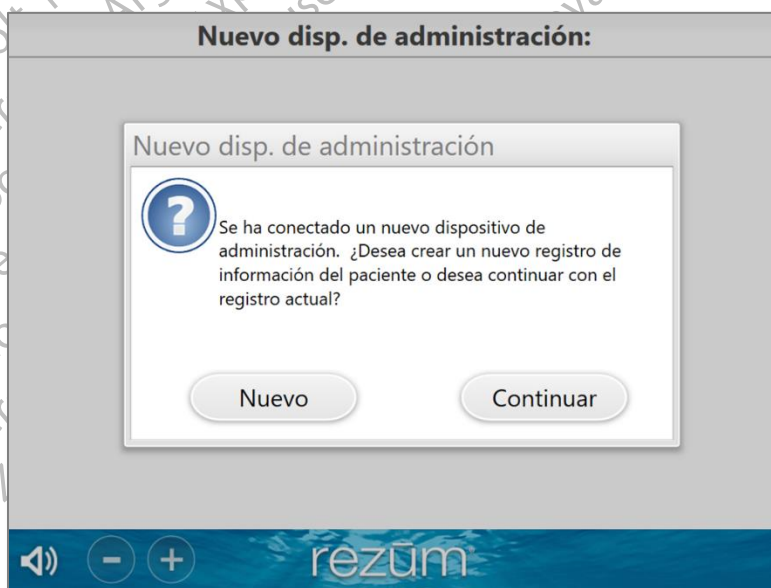 Nuevo disp. de administración:
Nuevo disp. de administración
?
Se ha conectado un nuevo dispositivo de
administración. ¿Desea crear un nuevo registro de
información del paciente o desea continuar con el
registro actual?
Nuevo
Continuar
- +
rezūm